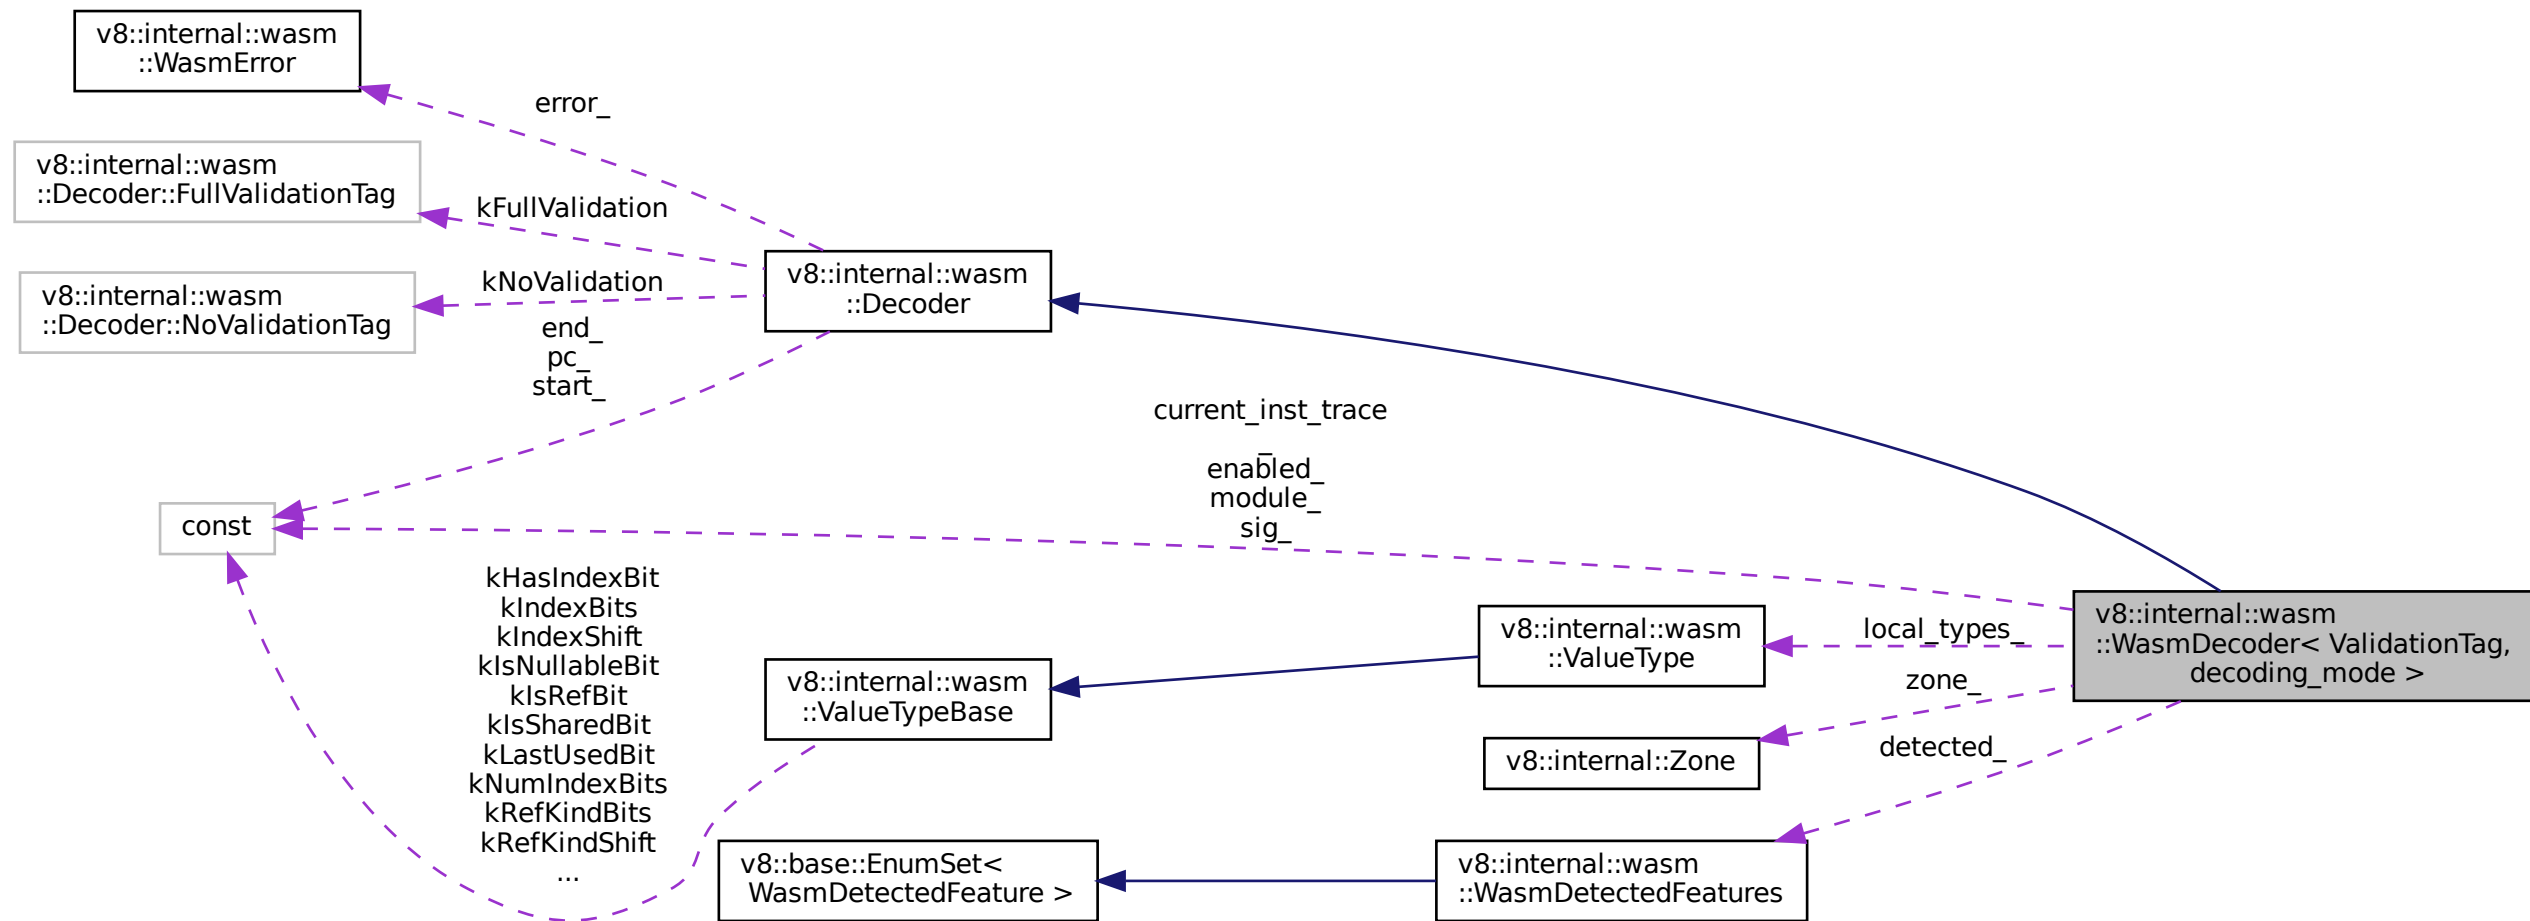 v8::internal::wasm
::WasmError
error_
v8::internal::wasm
::Decoder::FullValidationTag
kFullValidation
v8::internal::wasm
::Decoder::NoValidationTag
kNoValidation
v8::internal::wasm
::Decoder
end_
pc_
start_
current_inst_trace
_
enabled_
module_
sig_
const
kHasIndexBit
kIndexBits
kIndexShift
kIsNullableBit
kIsRefBit
kIsSharedBit
kLastUsedBit
kNumIndexBits
kRefKindBits
kRefKindShift
...
v8::internal::wasm
::ValueTypeBase
v8::internal::wasm
::ValueType
local_types_
v8::internal::wasm
::WasmDecoder< ValidationTag,
decoding_mode >
zone_
v8::internal::Zone
detected_
v8::base::EnumSet<
WasmDetectedFeature >
v8::internal::wasm
::WasmDetectedFeatures